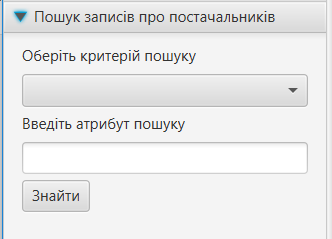 Пошук записів про постачальників
Оберіть критерій пошуку
Введіть атрибут пошуку
Знайти